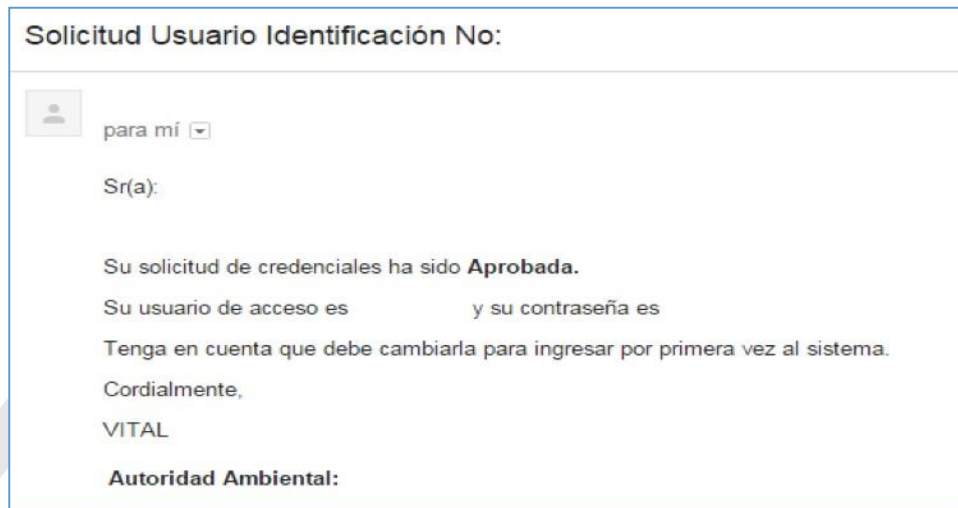 Solicitud Usuario Identificación No:
para mí
Sr(a):
Su solicitud de credenciales ha sido Aprobada.
Su usuario de acceso es y su contraseña es
Tenga en cuenta que debe cambiarla para ingresar por primera vez al sistema.
Cordialmente,
VITAL
Autoridad Ambiental: